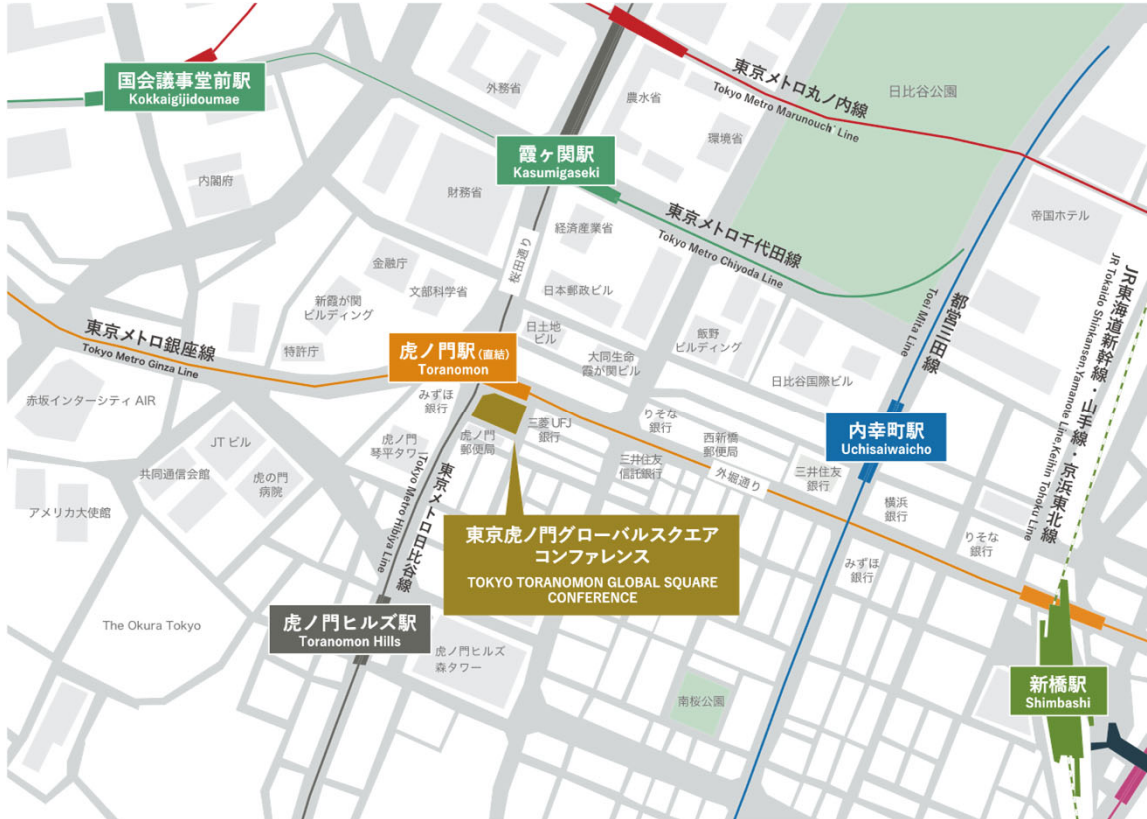 国会議事堂前駅
Kokkaigijidoumae
外務省
農水省
環境省
東京メトロ丸ノ内線
Tokyo Metro Marunouchi Line
日比谷公園
霞ヶ関駅
Kasumigaseki
内閣府
財務省
経済産業省
東京メトロ千代田線
Tokyo Metro Chiyoda Line
帝国ホテル
桜田通り
金融庁
文部科学省
日本郵政ビル
新霞が関
ビルディング
特許庁
日土地
ビル
大同生命
霞が関ビル
飯野
ビルディング
日比谷国際ビル
都営三田線
Toei Mita Line
JR東海道新幹線・山手線・京浜東北線
JR Tokaido Shinkansen,Yamanote Line,Keihin Tohoku Line
東京メトロ銀座線
Tokyo Metro Ginza Line
虎ノ門駅(直結)
Toranomon
赤坂インターシティ AIR
みずほ
銀行
虎ノ門
郵便局
三菱 UFJ
銀行
りそな
銀行
西新橋
郵便局
内幸町駅
Uchisaiwaicho
JT ビル
虎ノ門
琴平タワー
共同通信会館
虎の門
病院
三井住友
信託銀行
外堀通り
三井住友
銀行
横浜
銀行
りそな
銀行
みずほ
銀行
アメリカ大使館
東京メトロ日比谷線
Tokyo Metro Hibiya Line
東京虎ノ門グローバルスクエア
コンファレンス
TOKYO TORANOMON GLOBAL SQUARE
CONFERENCE
The Okura Tokyo
虎ノ門ヒルズ駅
Toranomon Hills
虎ノ門ヒルズ
森タワー
南桜公園
新橋駅
Shimbashi